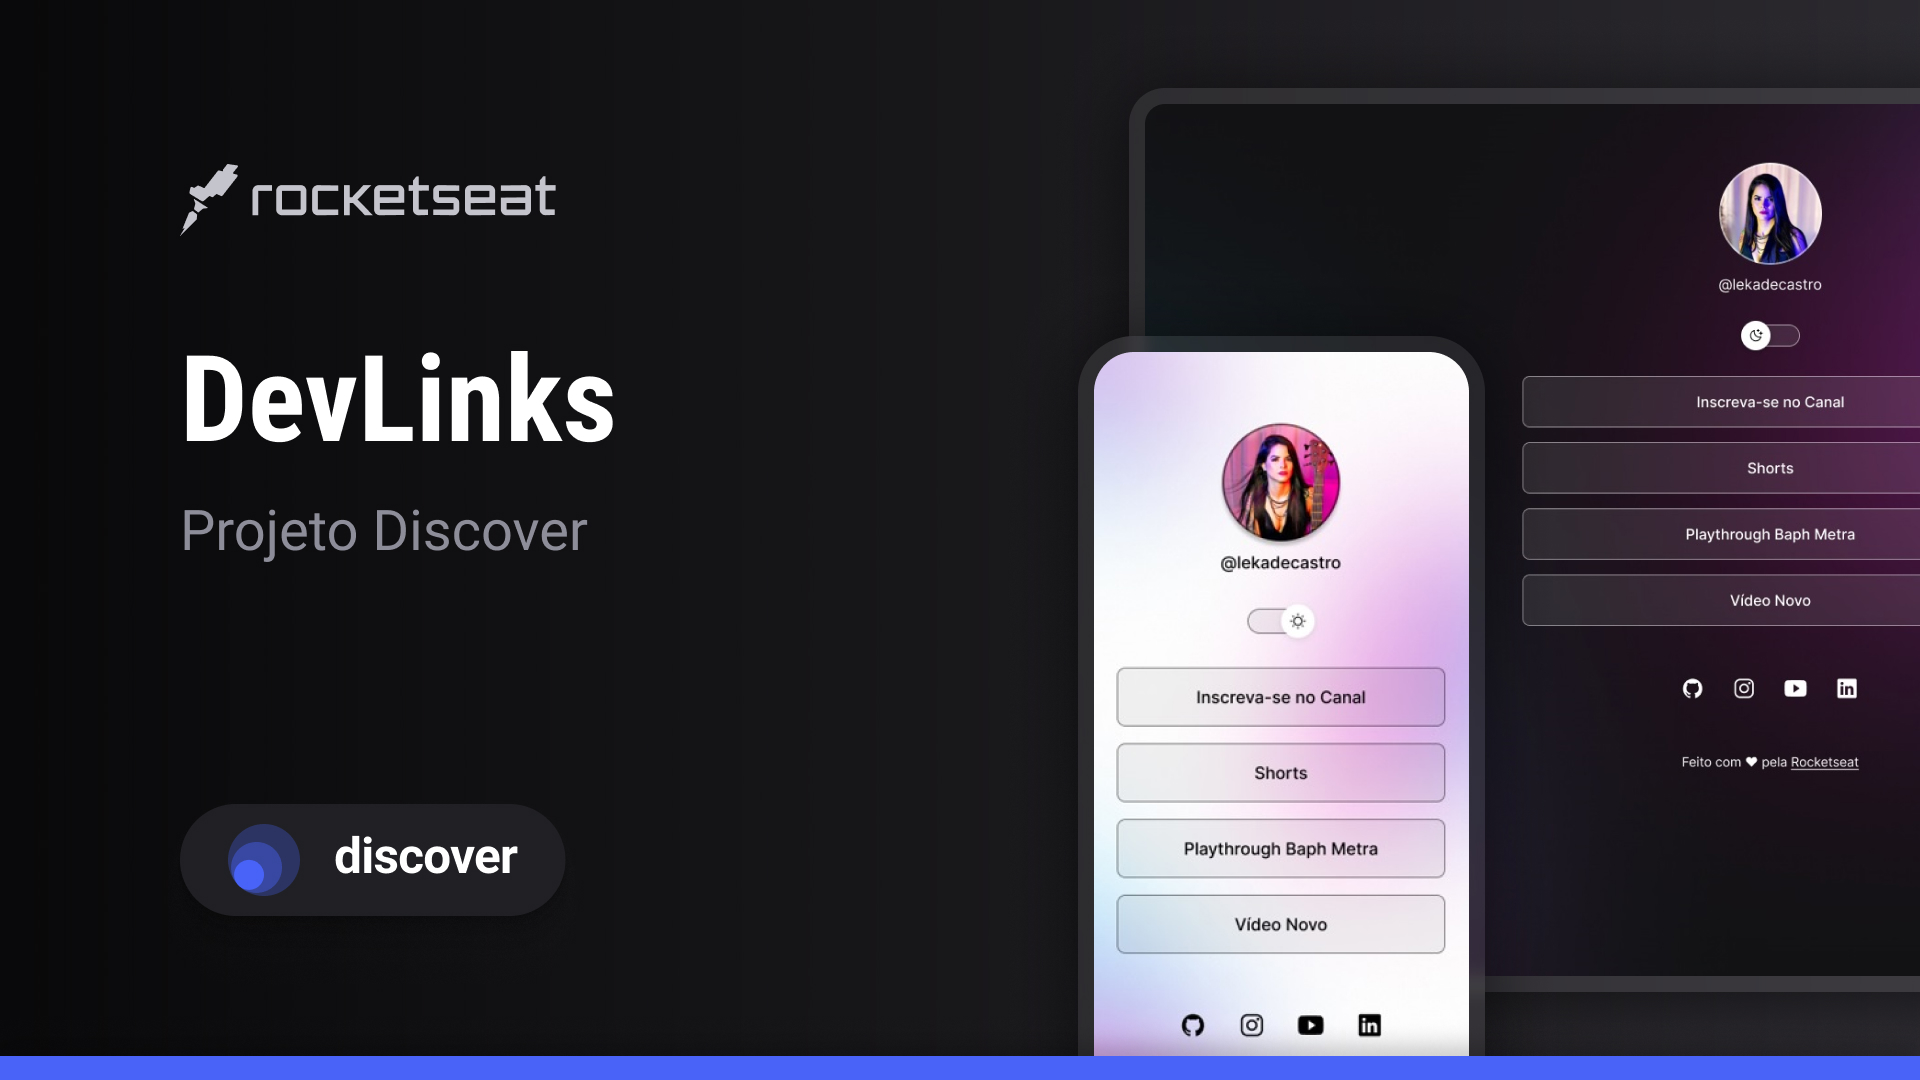 rocketseat
DevLinks
Projeto Discover
discover
@lekadecastro
Inscreva-se no Canal
Shorts
Playthrough Baph Metra
Vídeo Novo
@lekadecastro
Inscreva-se no Canal
Shorts
Playthrough Baph Metra
Vídeo Novo
Feito com ♥ pela Rocketseat